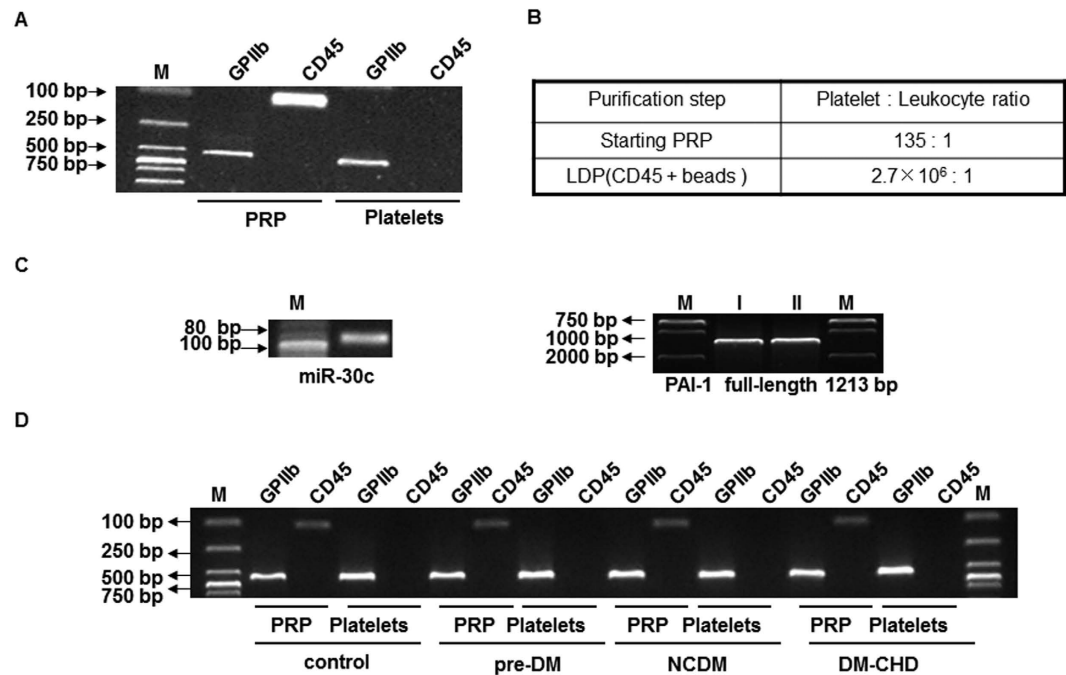 A
M GPIIb CD45 GPIIb CD45
100 bp
250 bp
500 bp
750 bp
PRP Platelets
B
Purification step Platelet : Leukocyte ratio
Starting PRP 135 : 1
LDP(CD45 + beads ) 2.7×10⁶ : 1
C
M
80 bp
100 bp
miR-30c
M I II M
750 bp
1000 bp
2000 bp
PAI-1 full-length 1213 bp
D
M GPIIb CD45 GPIIb CD45 GPIIb CD45 GPIIb CD45 GPIIb CD45 GPIIb CD45 GPIIb CD45 GPIIb CD45 M
100 bp
250 bp
500 bp
750 bp
PRP Platelets PRP Platelets PRP Platelets PRP Platelets
control pre-DM NCDM DM-CHD